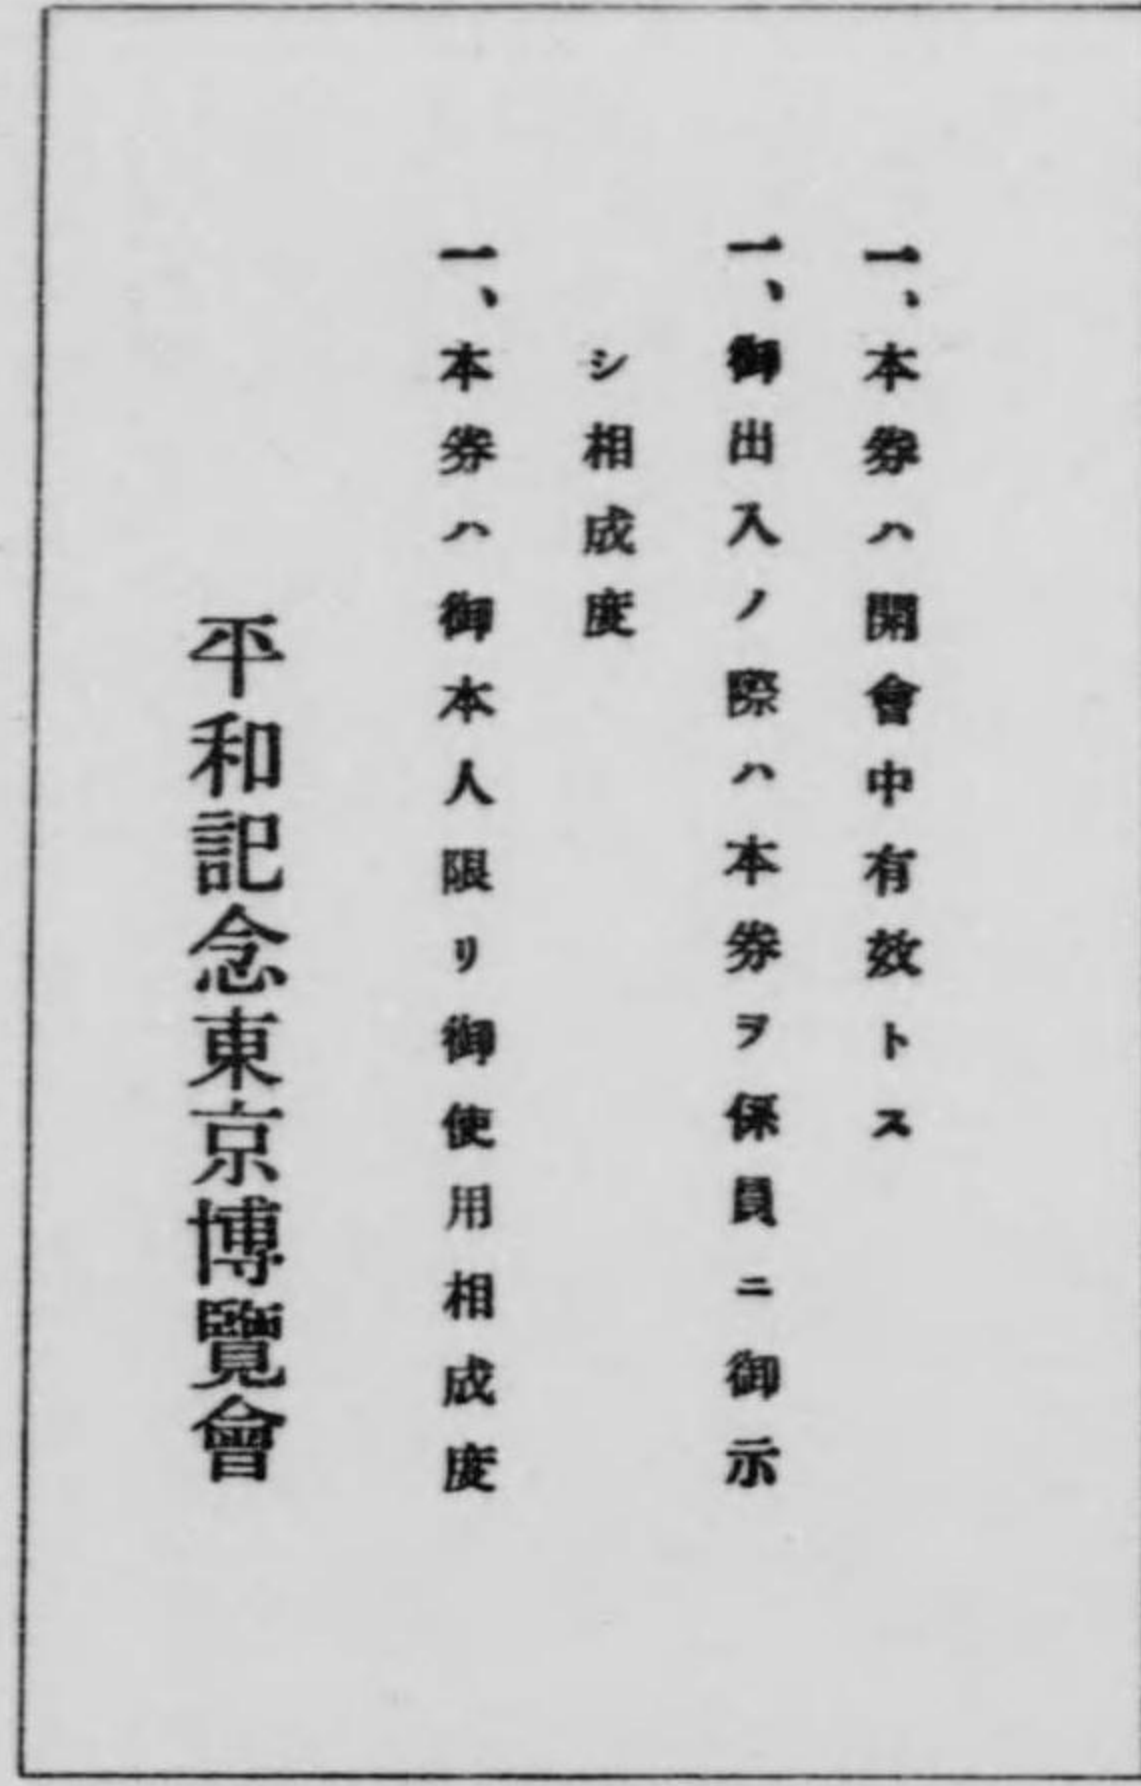 一、本券ハ開會中有效トス
一、御出入ノ際ハ本券ヲ係員ニ御示
シ相成度
一、本券ハ御本人限リ御使用相成度
平和記念東京博覽會